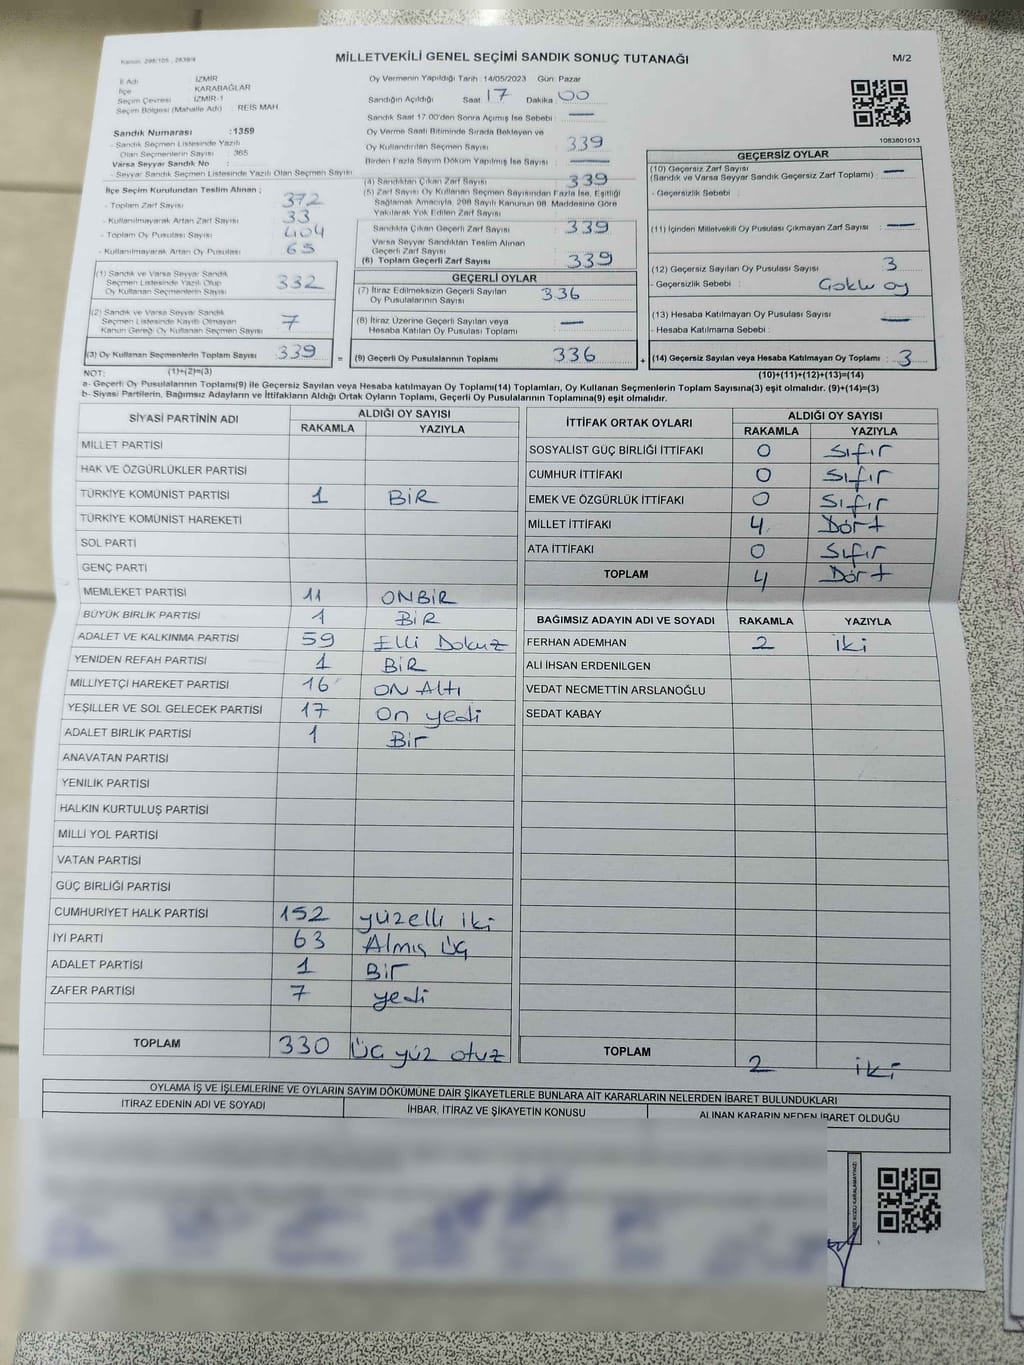 Kanun: 298/105 , 2839/4
MİLLETVEKİLİ GENEL SEÇİMİ SANDIK SONUÇ TUTANAĞI
M/2
İl Adı : İZMİR
İlçe : KARABAĞLAR
Seçim Çevresi : İZMİR-1
Seçim Bölgesi (Mahalle Adı) : REİS MAH.
Oy Vermenin Yapıldığı Tarih :14/05/2023 Gün: Pazar
Sandığın Açıldığı Saat 17 Dakika 00
Sandık Saat 17:00'den Sonra Açılmış İse Sebebi : —
Oy Verme Saati Bitiminde Sırada Bekleyen ve
Oy Kullandırılan Seçmen Sayısı : 339
Birden Fazla Sayım Döküm Yapılmış İse Sayısı : —
1083801013
Sandık Numarası :1359
- Sandık Seçmen Listesinde Yazılı
Olan Seçmenlerin Sayısı : 365
Varsa Seyyar Sandık No :
- Seyyar Sandık Seçmen Listesinde Yazılı Olan Seçmen Sayısı :
İlçe Seçim Kurulundan Teslim Alınan ;
- Toplam Zarf Sayısı : 372
- Kullanılmayarak Artan Zarf Sayısı : 33
- Toplam Oy Pusulası Sayısı : 404
- Kullanılmayarak Artan Oy Pusulası : 65
(1) Sandık ve Varsa Seyyar Sandık
Seçmen Listesinde Yazılı Olup
Oy Kullanan Seçmenlerin Sayısı : 332
(2) Sandık ve Varsa Seyyar Sandık
Seçmen Listesinde Kayıtlı Olmayan
Kanun Gereği Oy Kullanan Seçmen Sayısı : 7
(3) Oy Kullanan Seçmenlerin Toplam Sayısı : 339
(4) Sandıktan Çıkan Zarf Sayısı : 339
(5) Zarf Sayısı Oy Kullanan Seçmen Sayısından Fazla İse, Eşitliği
Sağlamak Amacıyla, 298 Sayılı Kanunun 98. Maddesine Göre
Yakılarak Yok Edilen Zarf Sayısı :
Sandıkta Çıkan Geçerli Zarf Sayısı : 339
Varsa Seyyar Sandıktan Teslim Alınan
Geçerli Zarf Sayısı :
(6) Toplam Geçerli Zarf Sayısı : 339
GEÇERLİ OYLAR
(7) İtiraz Edilmeksizin Geçerli Sayılan
Oy Pusulalarının Sayısı : 336
(8) İtiraz Üzerine Geçerli Sayılan veya
Hesaba Katılan Oy Pusulası Toplamı : —
= (9) Geçerli Oy Pusulalarının Toplamı : 336
GEÇERSİZ OYLAR
(10) Geçersiz Zarf Sayısı
(Sandık ve Varsa Seyyar Sandık Geçersiz Zarf Toplamı) : —
- Geçersizlik Sebebi :
(11) İçinden Milletvekili Oy Pusulası Çıkmayan Zarf Sayısı : —
(12) Geçersiz Sayılan Oy Pusulası Sayısı : 3
- Geçersizlik Sebebi :
(13) Hesaba Katılmayan Oy Pusulası Sayısı : —
- Hesaba Katılmama Sebebi :
+ (14) Geçersiz Sayılan veya Hesaba Katılmayan Oy Toplamı : 3
NOT: (1)+(2)=(3)
(10)+(11)+(12)+(13)=(14)
a- Geçerli Oy Pusulalarının Toplamı(9) ile Geçersiz Sayılan veya Hesaba katılmayan Oy Toplamı(14) Toplamları, Oy Kullanan Seçmenlerin Toplam Sayısına(3) eşit olmalıdır. (9)+(14)=(3)
b- Siyasi Partilerin, Bağımsız Adayların ve İttifakların Aldığı Ortak Oyların Toplamı, Geçerli Oy Pusulalarının Toplamına(9) eşit olmalıdır.
SİYASİ PARTİNİN ADI
ALDIĞI OY SAYISI
RAKAMLA YAZIYLA
MİLLET PARTİSİ
HAK VE ÖZGÜRLÜKLER PARTİSİ
TÜRKİYE KOMÜNİST PARTİSİ 1 BİR
TÜRKİYE KOMÜNİST HAREKETİ
SOL PARTİ
GENÇ PARTİ
MEMLEKET PARTİSİ 11 ONBİR
BÜYÜK BİRLİK PARTİSİ 1 BİR
ADALET VE KALKINMA PARTİSİ 59 Elli Dokuz
YENİDEN REFAH PARTİSİ 1 BİR
MİLLİYETÇİ HAREKET PARTİSİ 16 ON Altı
YEŞİLLER VE SOL GELECEK PARTİSİ 17 On yedi
ADALET BİRLİK PARTİSİ 1 Bir
ANAVATAN PARTİSİ
YENİLİK PARTİSİ
HALKIN KURTULUŞ PARTİSİ
MİLLİ YOL PARTİSİ
VATAN PARTİSİ
GÜÇ BİRLİĞİ PARTİSİ
CUMHURİYET HALK PARTİSİ 152 yüzelli iki
İYİ PARTİ 63 Almış üç
ADALET PARTİSİ 1 Bir
ZAFER PARTİSİ 7 yedi
TOPLAM 330 üç yüz otuz
İTTİFAK ORTAK OYLARI
ALDIĞI OY SAYISI
RAKAMLA YAZIYLA
SOSYALİST GÜÇ BİRLİĞİ İTTİFAKI 0 Sıfır
CUMHUR İTTİFAKI 0 Sıfır
EMEK VE ÖZGÜRLÜK İTTİFAKI 0 Sıfır
MİLLET İTTİFAKI 4 Dört
ATA İTTİFAKI 0 Sıfır
TOPLAM 4 Dört
BAĞIMSIZ ADAYIN ADI VE SOYADI RAKAMLA YAZIYLA
FERHAN ADEMHAN 2 iki
ALİ İHSAN ERDENİLGEN
VEDAT NECMETTİN ARSLANOĞLU
SEDAT KABAY
TOPLAM 2 iki
OYLAMA İŞ VE İŞLEMLERİNE VE OYLARIN SAYIM DÖKÜMÜNE DAİR ŞİKAYETLERLE BUNLARA AİT KARARLARIN NELERDEN İBARET BULUNDUKLARI
İTİRAZ EDENİN ADI VE SOYADI İHBAR, İTİRAZ VE ŞİKAYETİN KONUSU ALINAN KARARIN NEDEN İBARET OLDUĞU